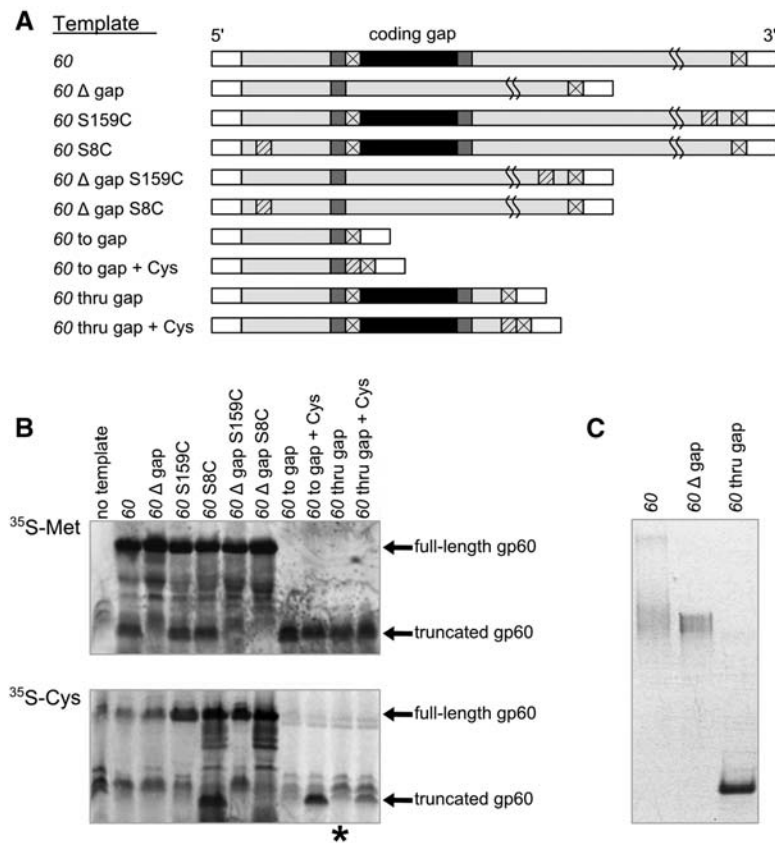 A
Template
5'
coding gap
3'
60
60 Δ gap
60 S159C
60 S8C
60 Δ gap S159C
60 Δ gap S8C
60 to gap
60 to gap + Cys
60 thru gap
60 thru gap + Cys
B
no template
60
60 Δ gap
60 S159C
60 S8C
60 Δ gap S159C
60 Δ gap S8C
60 to gap
60 to gap + Cys
60 thru gap
60 thru gap + Cys
35S-Met
full-length gp60
truncated gp60
35S-Cys
full-length gp60
truncated gp60
*
C
60
60 Δ gap
60 thru gap